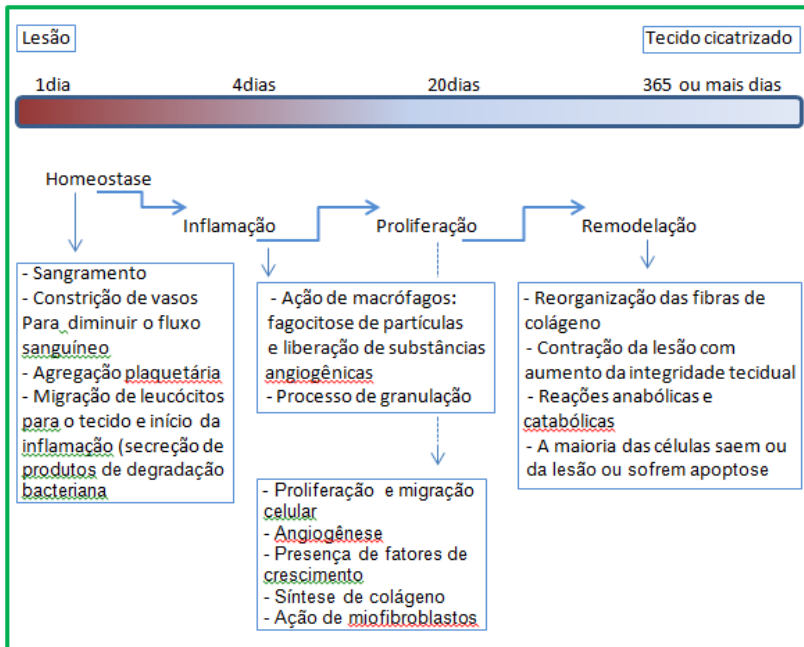 Lesão
Tecido cicatrizado
1dia
4dias
20dias
365 ou mais dias
Homeostase
Inflamação
Proliferação
Remodelação
- Sangramento
- Constrição de vasos
Para diminuir o fluxo
sanguíneo
- Agregação plaquetária
- Migração de leucócitos
para o tecido e início da
inflamação (secreção de
produtos de degradação
bacteriana
- Ação de macrófagos:
fagocitose de partículas
e liberação de substâncias
angiogênicas
- Processo de granulação
- Reorganização das fibras de
colágeno
- Contração da lesão com
aumento da integridade tecidual
- Reações anabólicas e
catabólicas
- A maioria das células saem ou
da lesão ou sofrem apoptose
- Proliferação e migração
celular
- Angiogênese
- Presença de fatores de
crescimento
- Síntese de colágeno
- Ação de miofibroblastos